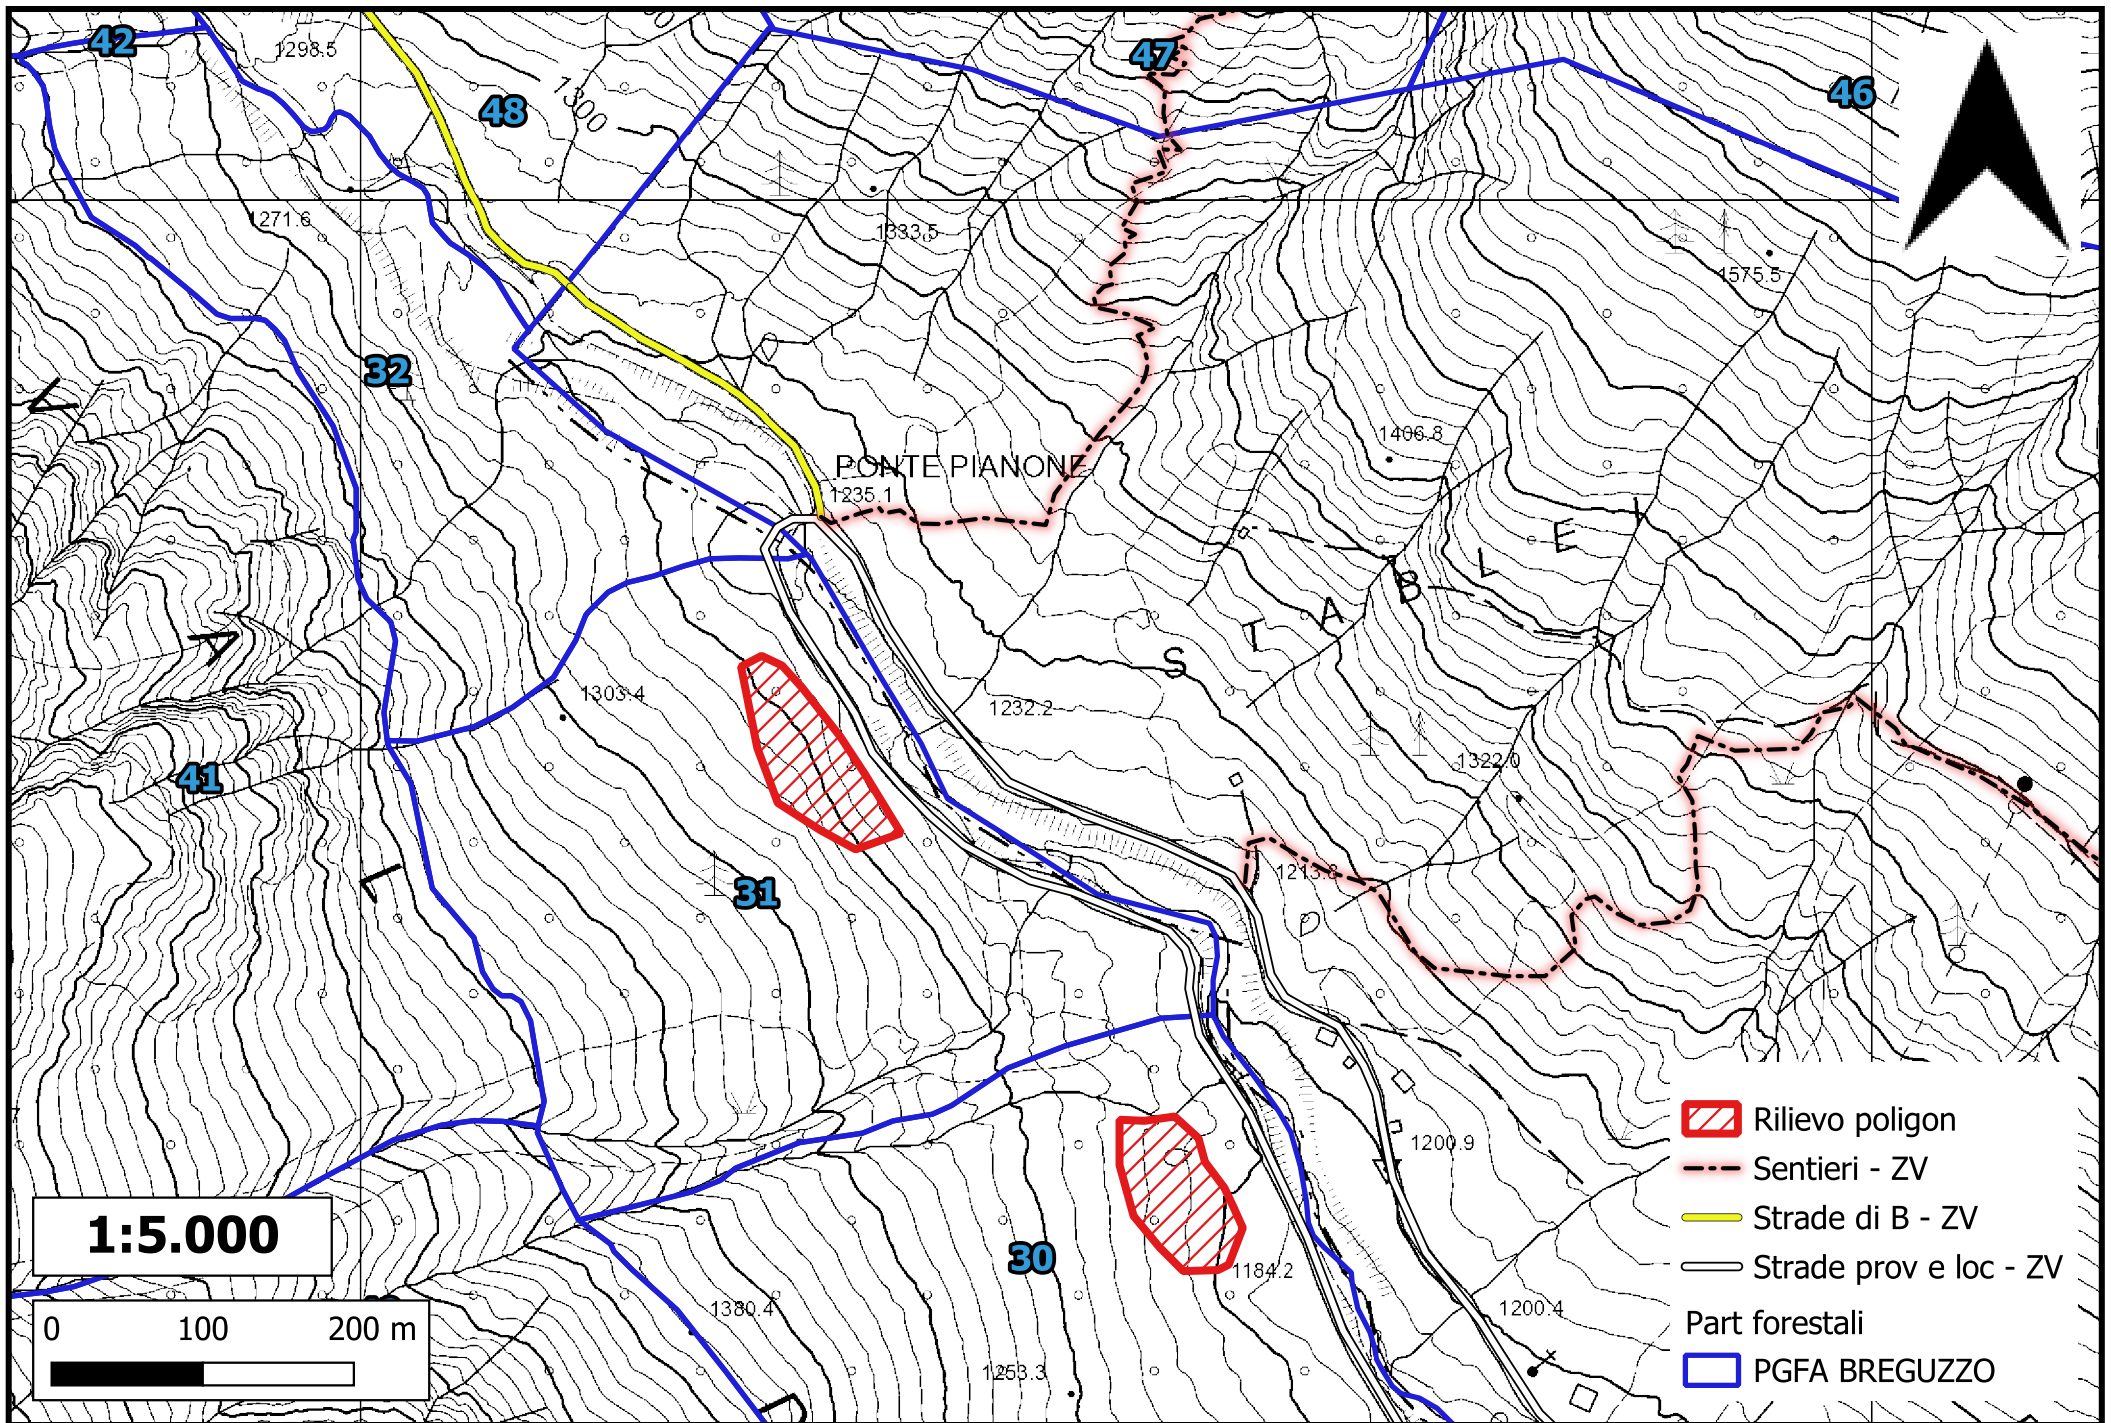 42
1298.5
48
1300
47
46
1271.6
1333.5
1575.5
32
V
1406.8
PONTE PIANONE
1235.1
S T A B L E I
A
1303.4
1232.2
41
1322.0
L
31
1213.8
1200.9
30
1184.2
1380.4
1200.4
1253.3
D
1:5.000
0 100 200 m
Rilievo poligon
Sentieri - ZV
Strade di B - ZV
Strade prov e loc - ZV
Part forestali
PGFA BREGUZZO